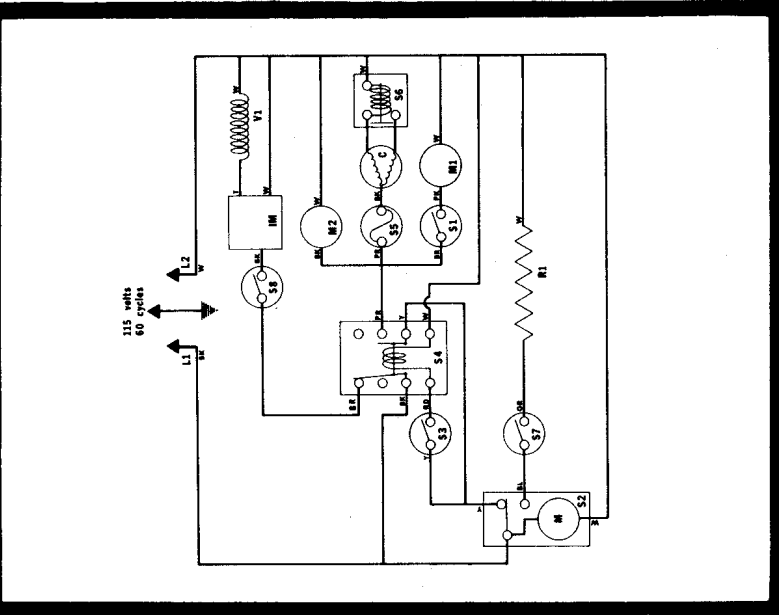 115 volts
60 cycles
L1
BK
L2
W
W
V1
T
W
IM
BK
S8
W
M2
BK
W
S6
C
BK
S5
PR
W
M1
PK
S1
BR
PR
Y
W
S4
BR
BK
RD
S3
Y
W
R1
OR
S7
BL
S2
M
W